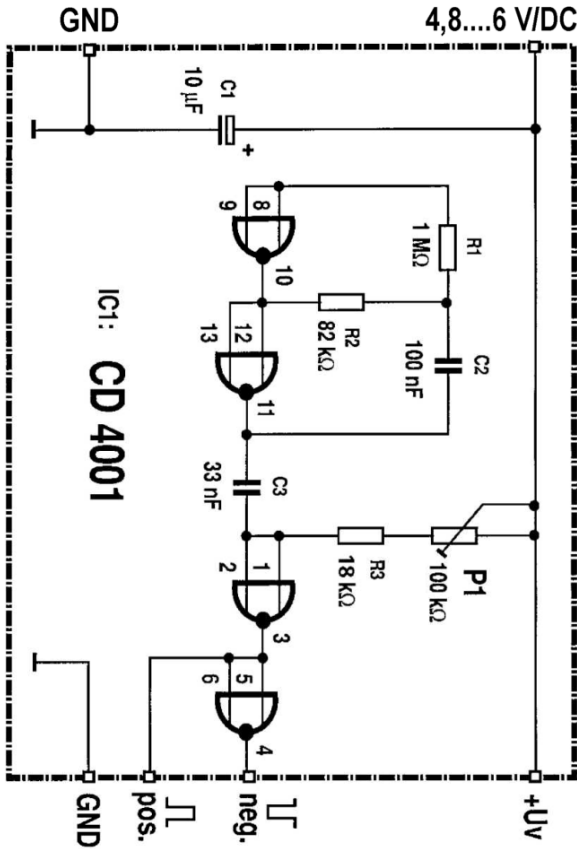 GND
4,8....6 V/DC
C1
10 µF
+
9
8
10
R1
1 MΩ
IC1:
CD 4001
13
12
11
R2
82 kΩ
C2
100 nF
C3
33 nF
2
1
3
R3
18 kΩ
P1
100 kΩ
6
5
4
GND
pos.
neg.
+Uv